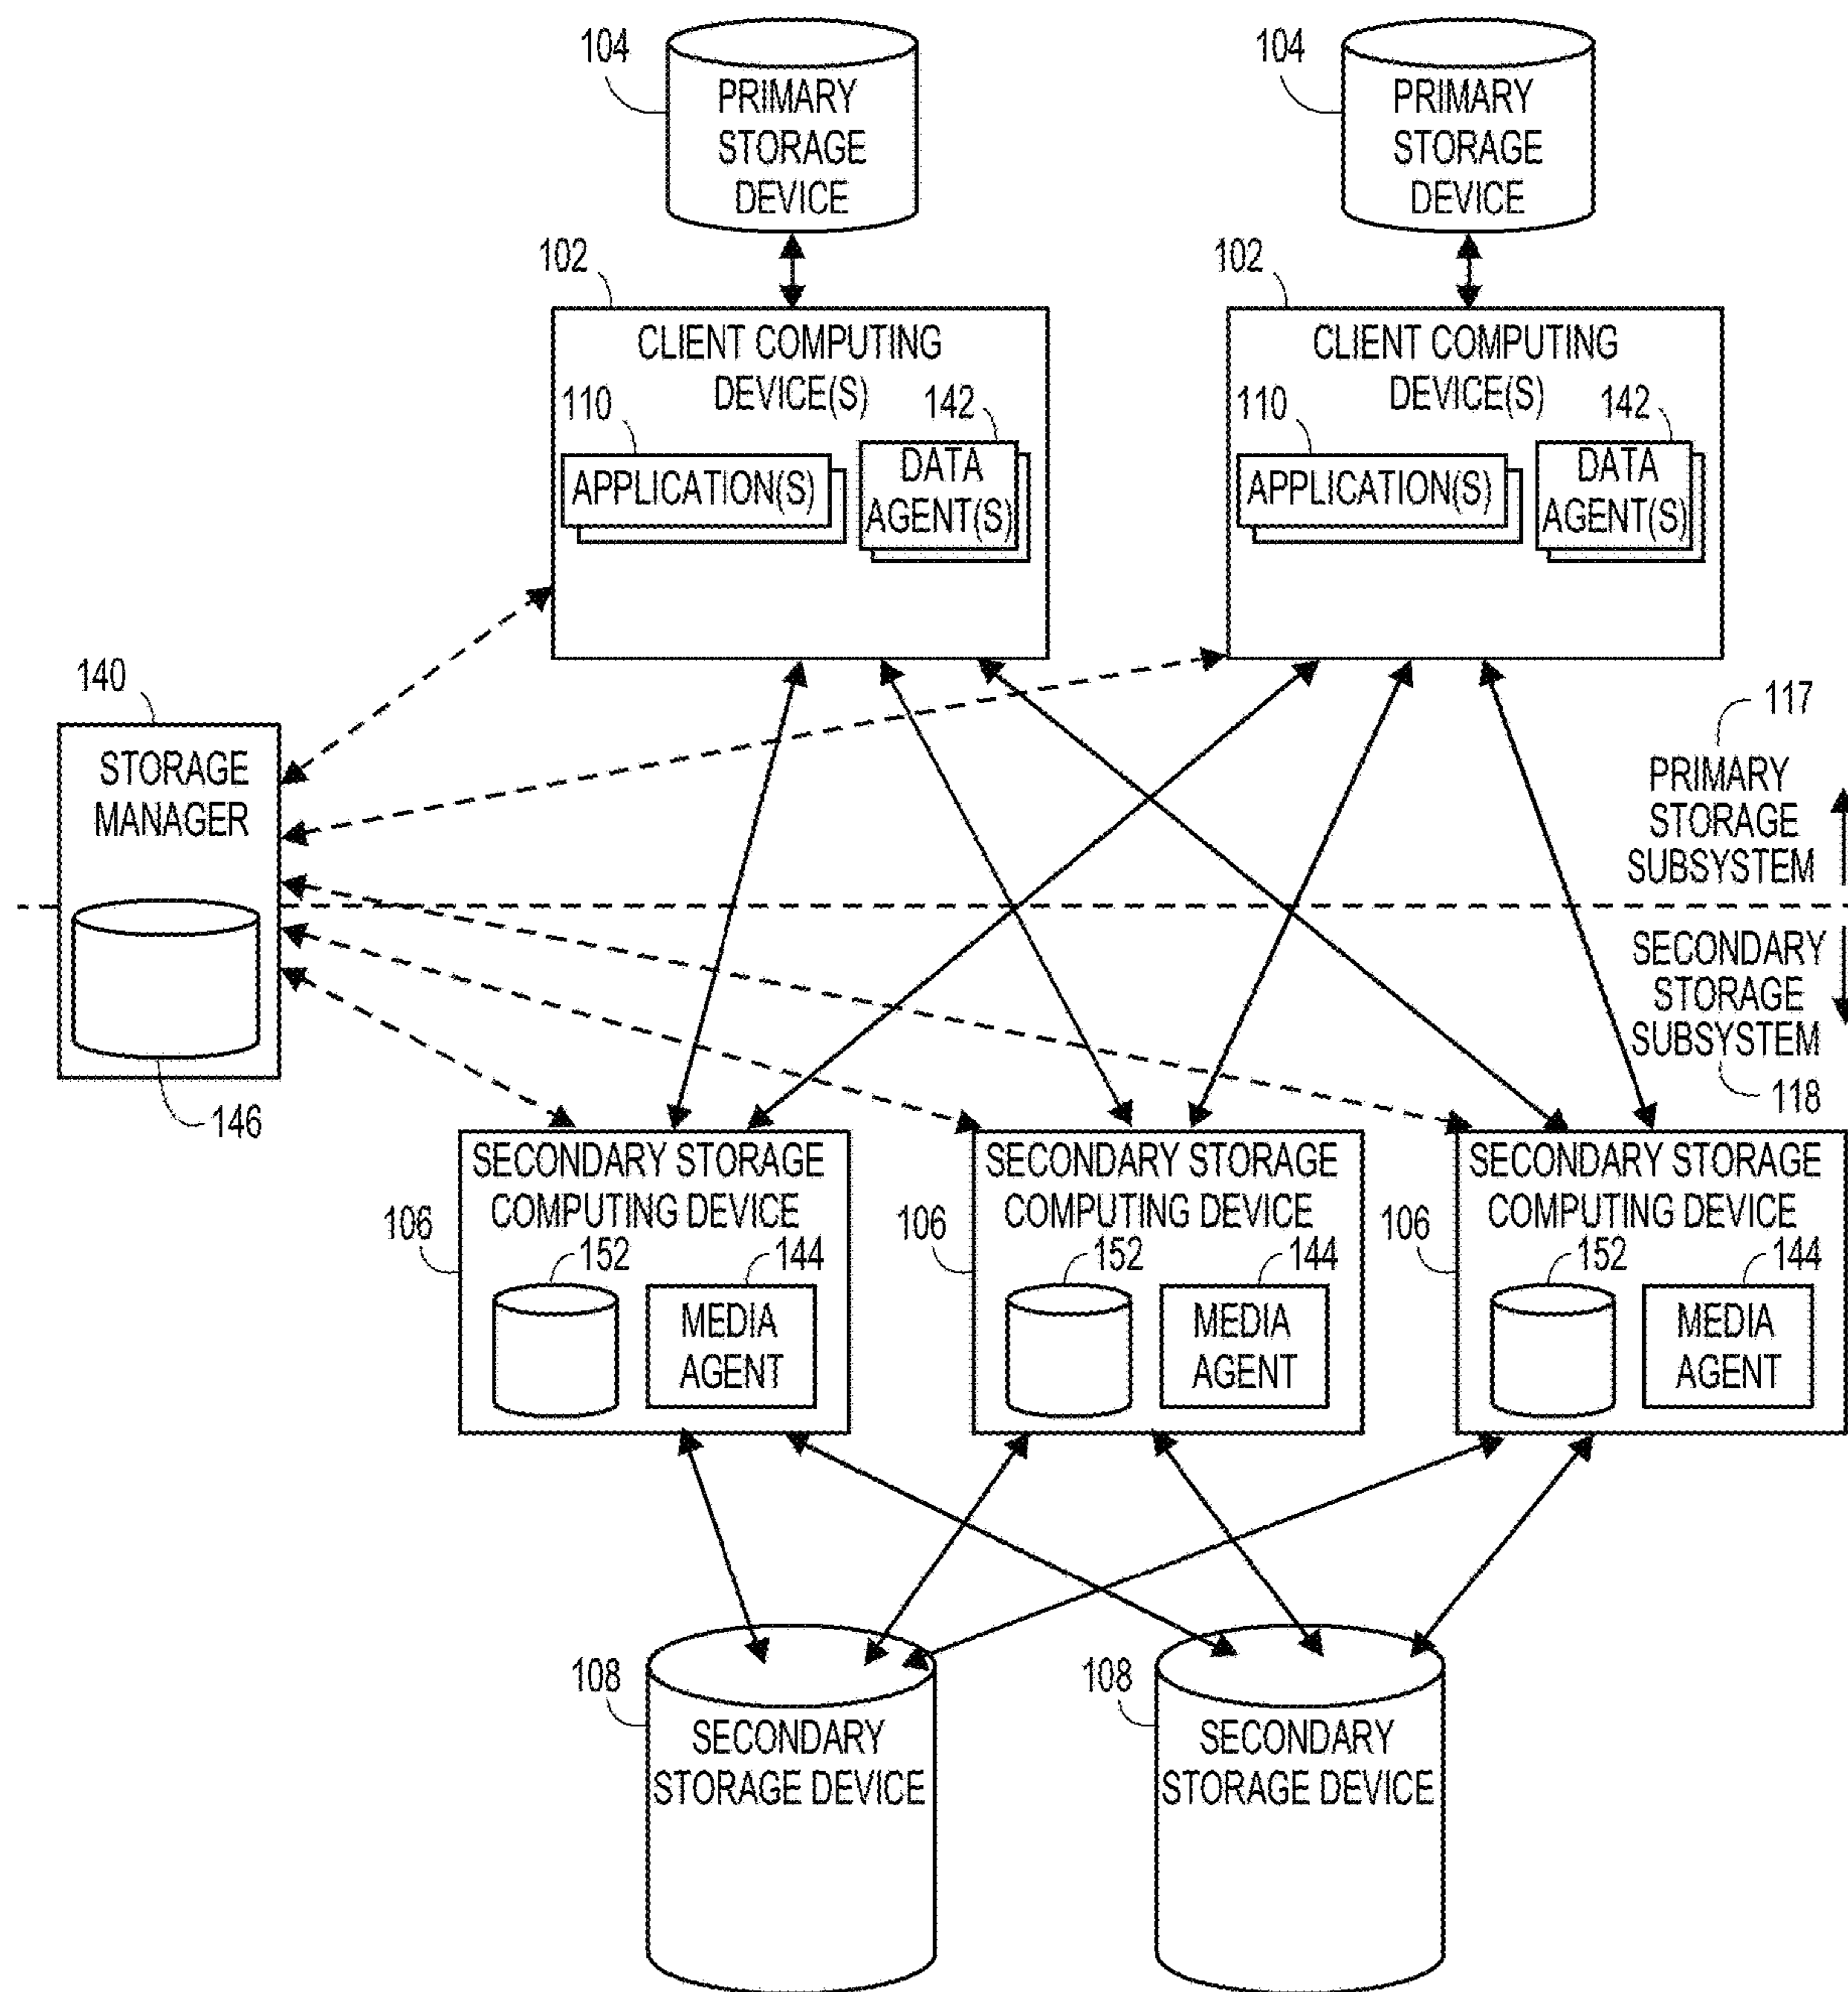 104
PRIMARY
STORAGE
DEVICE
104
PRIMARY
STORAGE
DEVICE
102
CLIENT COMPUTING
DEVICE(S)
110
142
APPLICATION(S)
DATA
AGENT(S)
102
CLIENT COMPUTING
DEVICE(S)
110
142
APPLICATION(S)
DATA
AGENT(S)
140
STORAGE
MANAGER
146
117
PRIMARY
STORAGE
SUBSYSTEM
SECONDARY
STORAGE
SUBSYSTEM
118
106
SECONDARY STORAGE
COMPUTING DEVICE
152
144
MEDIA
AGENT
106
SECONDARY STORAGE
COMPUTING DEVICE
152
144
MEDIA
AGENT
106
SECONDARY STORAGE
COMPUTING DEVICE
152
144
MEDIA
AGENT
108
SECONDARY
STORAGE DEVICE
108
SECONDARY
STORAGE DEVICE